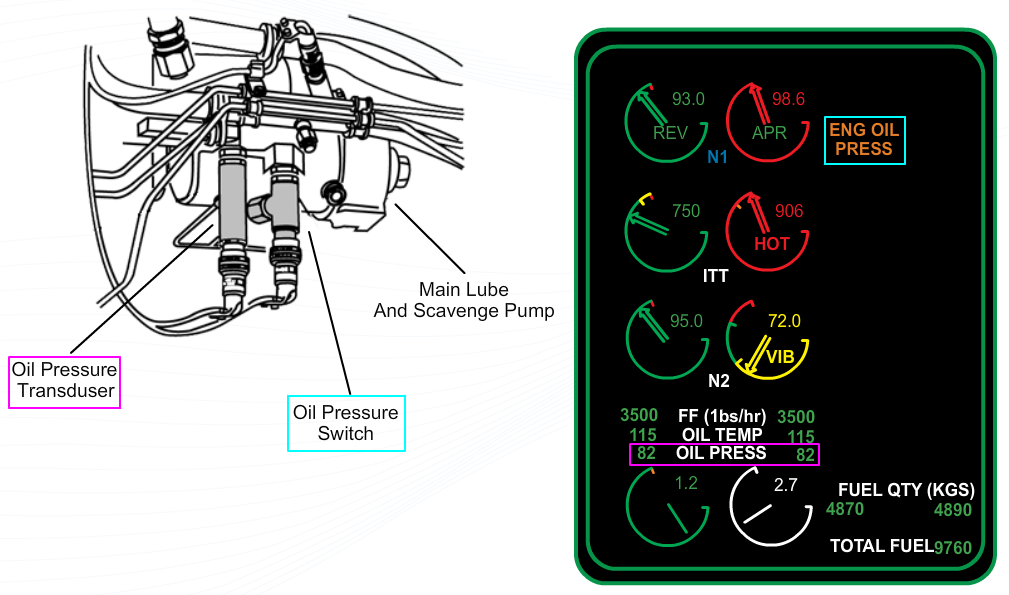 Main Lube
And Scavenge Pump
Oil Pressure
Transduser
Oil Pressure
Switch
93.0
REV
98.6
APR
N1
ENG OIL
PRESS
750
906
HOT
ITT
95.0
72.0
VIB
N2
3500 FF (1bs/hr) 3500
115 OIL TEMP 115
82 OIL PRESS 82
1.2
2.7
FUEL QTY (KGS)
4870 4890
TOTAL FUEL 9760